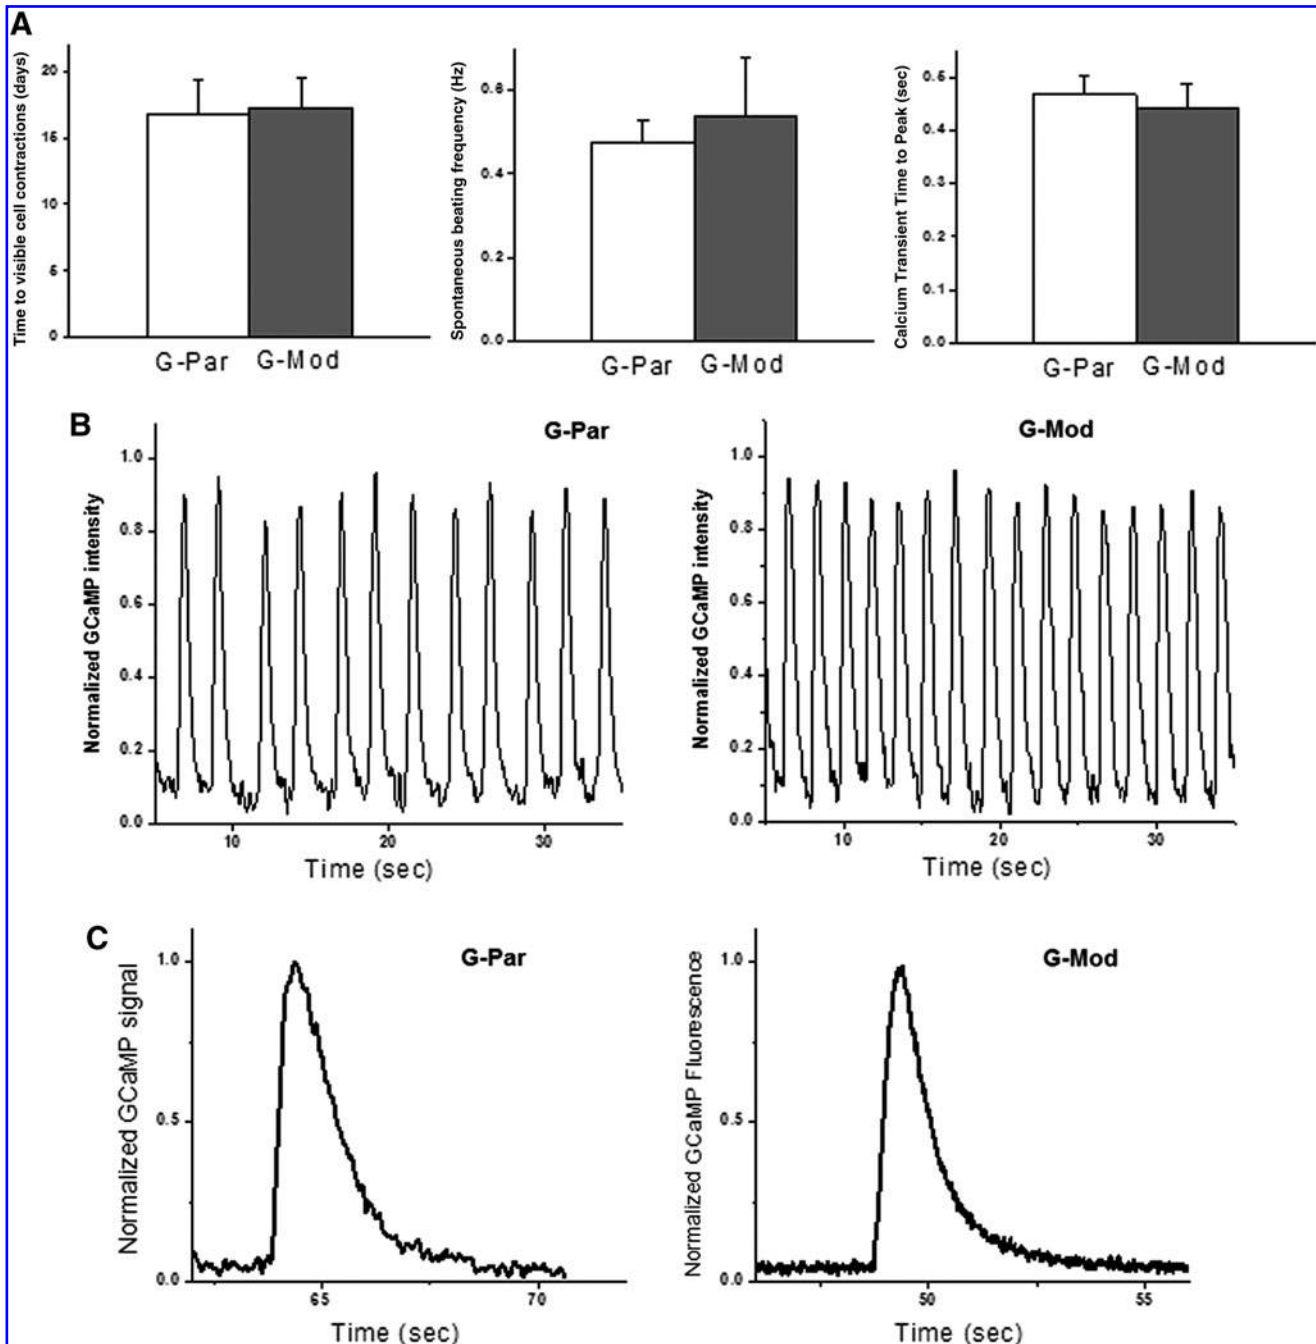 A
Time to visible cell contractions (days)
20
15
10
5
0
G-Par G-Mod
Spontaneous beating frequency (Hz)
0.6
0.4
0.2
0.0
G-Par G-Mod
Calcium Transient Time to Peak (sec)
0.5
0.4
0.3
0.2
0.1
0.0
G-Par G-Mod
B
G-Par
Normalized GCaMP intensity
1.0
0.8
0.6
0.4
0.2
0.0
10 20 30
Time (sec)
G-Mod
Normalized GCaMP intensity
1.0
0.8
0.6
0.4
0.2
0.0
10 20 30
Time (sec)
C
G-Par
Normalized GCaMP signal
1.0
0.5
0.0
65 70
Time (sec)
G-Mod
Normalized GCaMP Fluorescence
1.0
0.5
0.0
50 55
Time (sec)